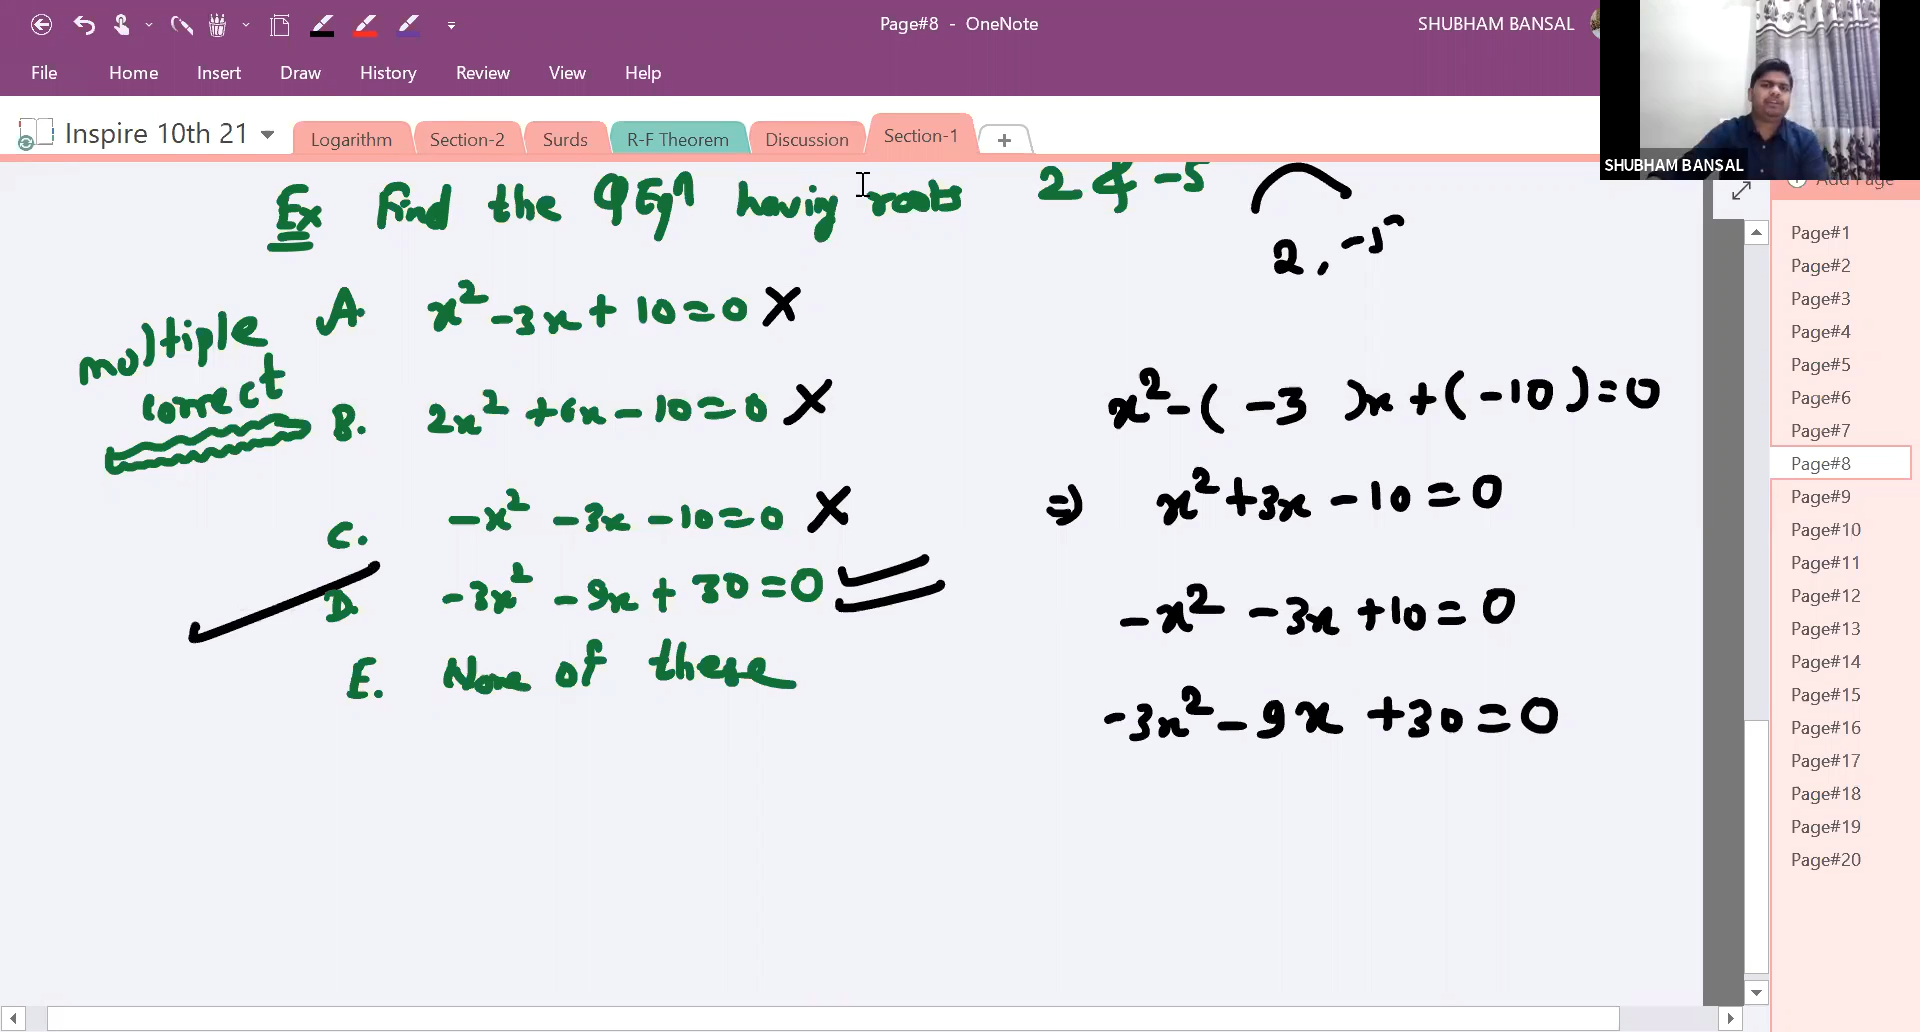 Page#8 - OneNote
SHUBHAM BANSAL
File Home Insert Draw History Review View Help
Inspire 10th 21
Logarithm Section-2 Surds R-F Theorem Discussion Section-1
SHUBHAM BANSAL
Add Page
Ex Find the QEqⁿ having roots 2 & -5
2, -5
A. x² -3x + 10 = 0 X
multiple correct
B. 2x² + 6x - 10 = 0 X
C. -x² - 3x - 10 = 0 X
D. -3x² - 9x + 30 = 0
E. None of these
x² - ( -3 )x + ( -10 ) = 0
⇒ x² + 3x - 10 = 0
-x² - 3x + 10 = 0
-3x² - 9x + 30 = 0
Page#1
Page#2
Page#3
Page#4
Page#5
Page#6
Page#7
Page#8
Page#9
Page#10
Page#11
Page#12
Page#13
Page#14
Page#15
Page#16
Page#17
Page#18
Page#19
Page#20